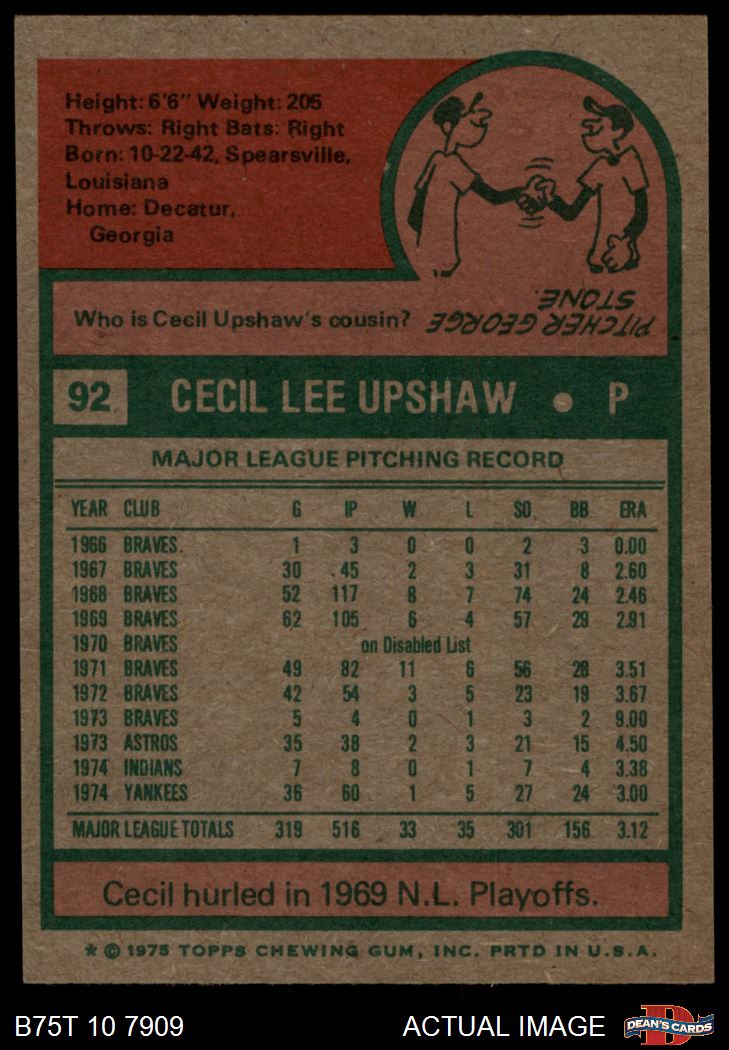 Height: 6'6" Weight: 205
Throws: Right Bats: Right
Born: 10-22-42, Spearsville,
Louisiana
Home: Decatur,
Georgia
Who is Cecil Upshaw's cousin?
PITCHER GEORGE
STONE.
92 CECIL LEE UPSHAW • P
MAJOR LEAGUE PITCHING RECORD
YEAR CLUB G IP W L SO BB ERA
1966 BRAVES 1 3 0 0 2 3 0.00
1967 BRAVES 30 45 2 3 31 8 2.60
1968 BRAVES 52 117 8 7 74 24 2.46
1969 BRAVES 62 105 6 4 57 29 2.91
1970 BRAVES on Disabled List
1971 BRAVES 49 82 11 6 56 28 3.51
1972 BRAVES 42 54 3 5 23 19 3.67
1973 BRAVES 5 4 0 1 3 2 9.00
1973 ASTROS 35 38 2 3 21 15 4.50
1974 INDIANS 7 8 0 1 7 4 3.38
1974 YANKEES 36 60 1 5 27 24 3.00
MAJOR LEAGUE TOTALS 319 516 33 35 301 156 3.12
Cecil hurled in 1969 N.L. Playoffs.
* © 1975 TOPPS CHEWING GUM, INC. PRTD IN U.S.A.
B75T 10 7909 ACTUAL IMAGE DEAN'S CARDS